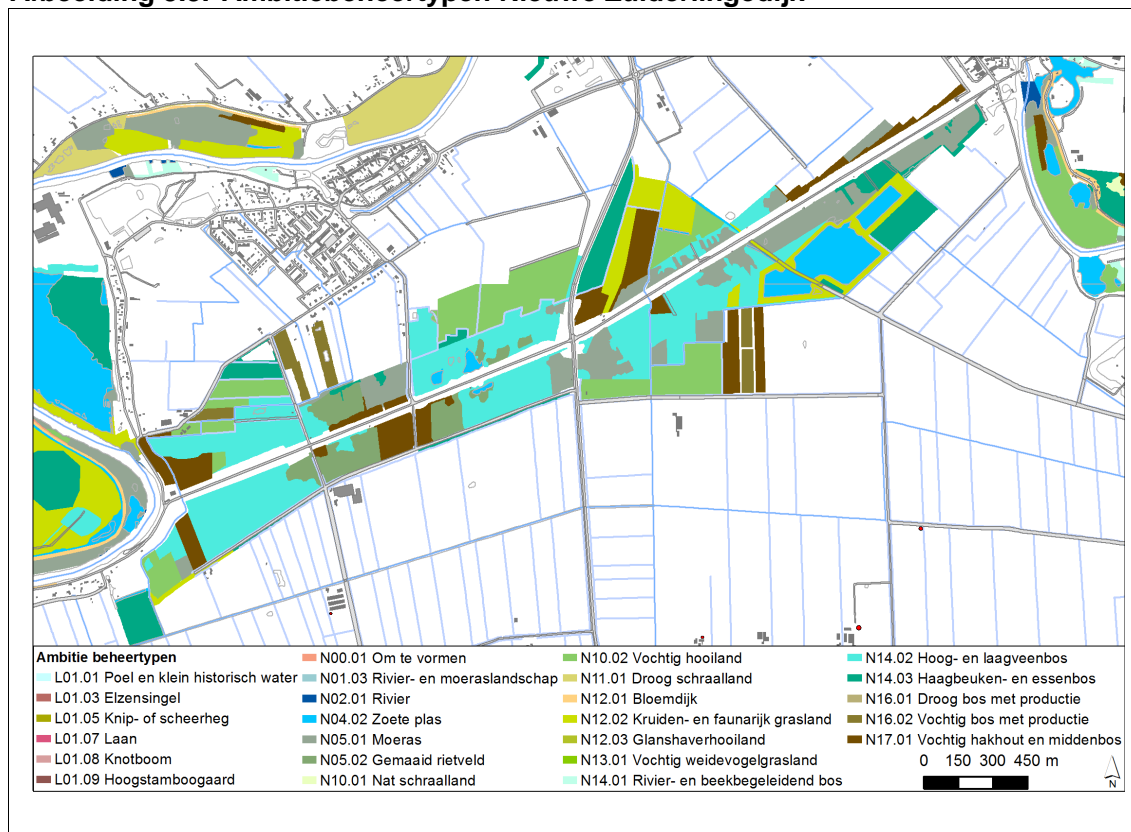 Ambitie beheertypen
L01.01 Poel en klein historisch water
L01.03 Elzensingel
L01.05 Knip- of scheerheg
L01.07 Laan
L01.08 Knotboom
L01.09 Hoogstamboogaard
N00.01 Om te vormen
N01.03 Rivier- en moeraslandschap
N02.01 Rivier
N04.02 Zoete plas
N05.01 Moeras
N05.02 Gemaaid rietveld
N10.01 Nat schraalland
N10.02 Vochtig hooiland
N11.01 Droog schraalland
N12.01 Bloemdijk
N12.02 Kruiden- en faunarijk grasland
N12.03 Glanshaverhooiland
N13.01 Vochtig weidevogelgrasland
N14.01 Rivier- en beekbegeleidend bos
N14.02 Hoog- en laagveenbos
N14.03 Haagbeuken- en essenbos
N16.01 Droog bos met productie
N16.02 Vochtig bos met productie
N17.01 Vochtig hakhout en middenbos
0 150 300 450 m
N